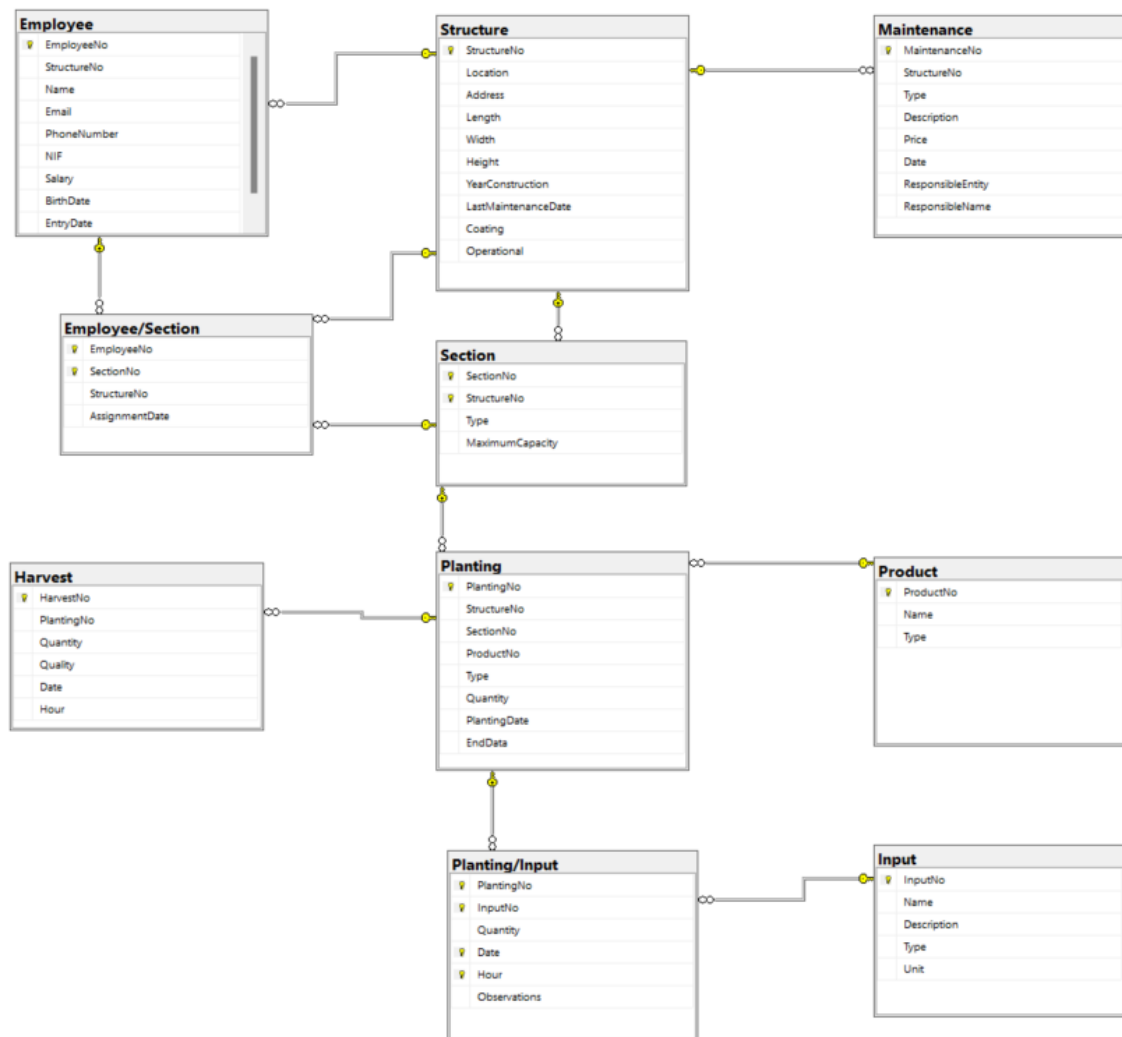 Employee
EmployeeNo
StructureNo
Name
Email
PhoneNumber
NIF
Salary
BirthDate
EntryDate
Structure
StructureNo
Location
Address
Length
Width
Height
YearConstruction
LastMaintenanceDate
Coating
Operational
Maintenance
MaintenanceNo
StructureNo
Type
Description
Price
Date
ResponsibleEntity
ResponsibleName
Employee/Section
EmployeeNo
SectionNo
StructureNo
AssignmentDate
Section
SectionNo
StructureNo
Type
MaximumCapacity
Harvest
HarvestNo
PlantingNo
Quantity
Quality
Date
Hour
Planting
PlantingNo
StructureNo
SectionNo
ProductNo
Type
Quantity
PlantingDate
EndData
Product
ProductNo
Name
Type
Planting/Input
PlantingNo
InputNo
Quantity
Date
Hour
Observations
Input
InputNo
Name
Description
Type
Unit